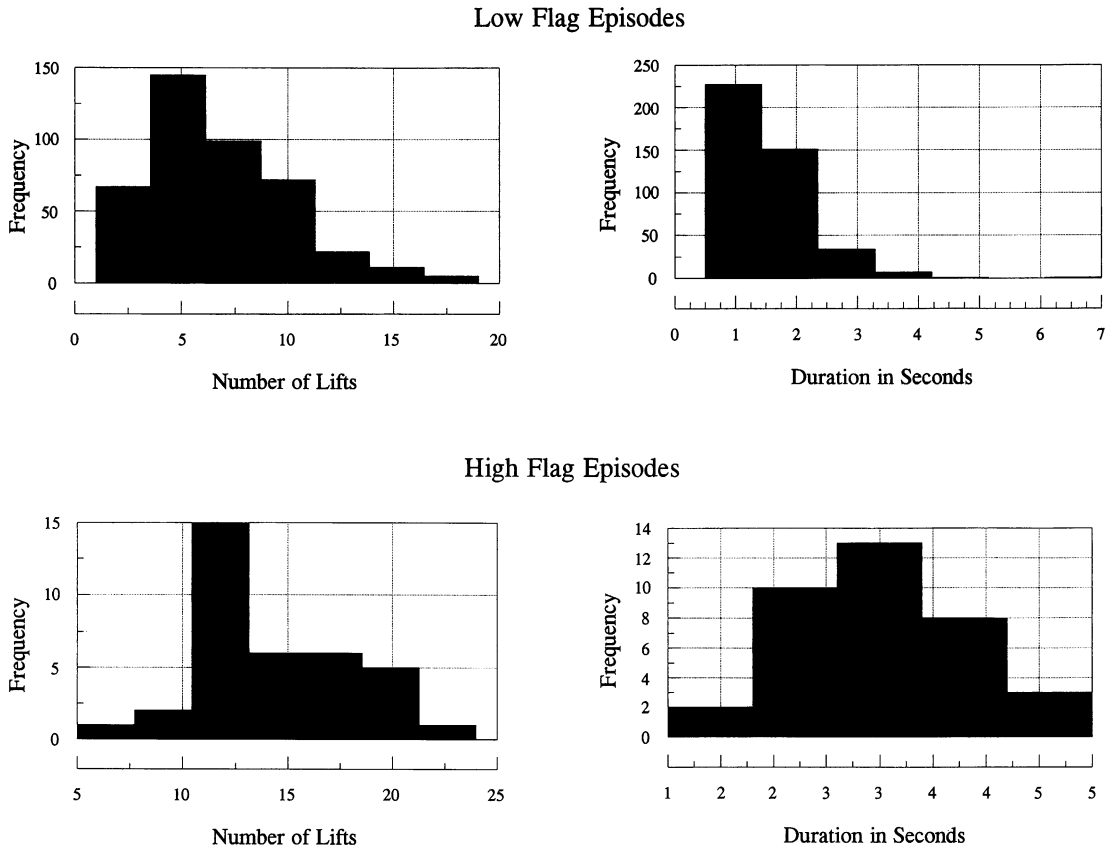 Low Flag Episodes
150
100
50
0
Frequency
0 5 10 15 20
Number of Lifts
250
200
150
100
50
0
Frequency
0 1 2 3 4 5 6 7
Duration in Seconds
High Flag Episodes
15
10
5
0
Frequency
5 10 15 20 25
Number of Lifts
14
12
10
8
6
4
2
0
Frequency
1 2 2 3 3 4 4 5 5
Duration in Seconds